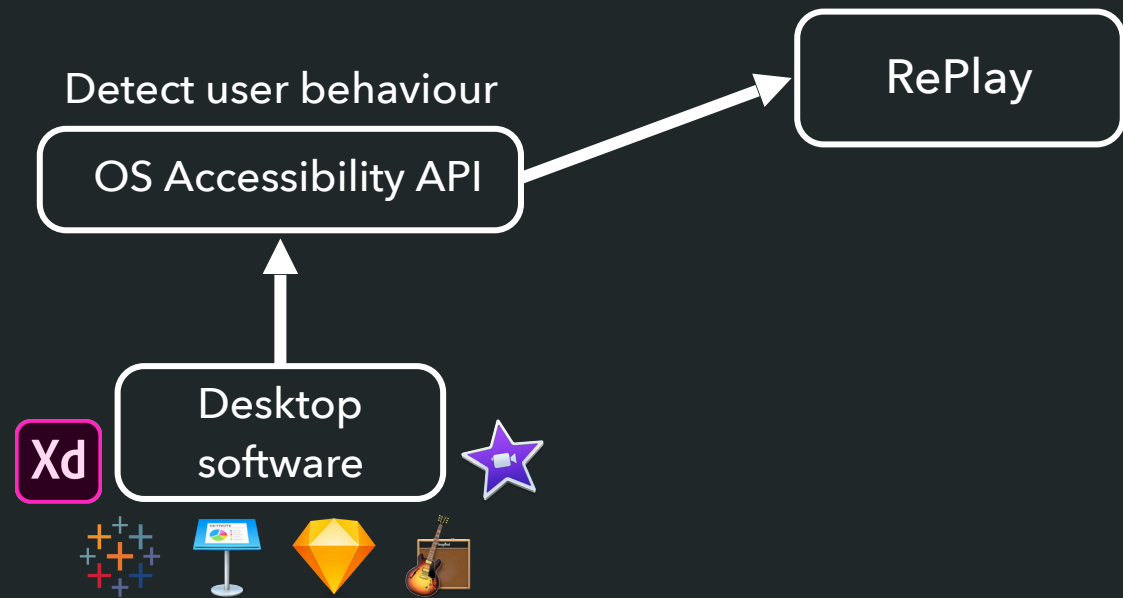 RePlay
Detect user behaviour
OS Accessibility API
Desktop
software
Xd